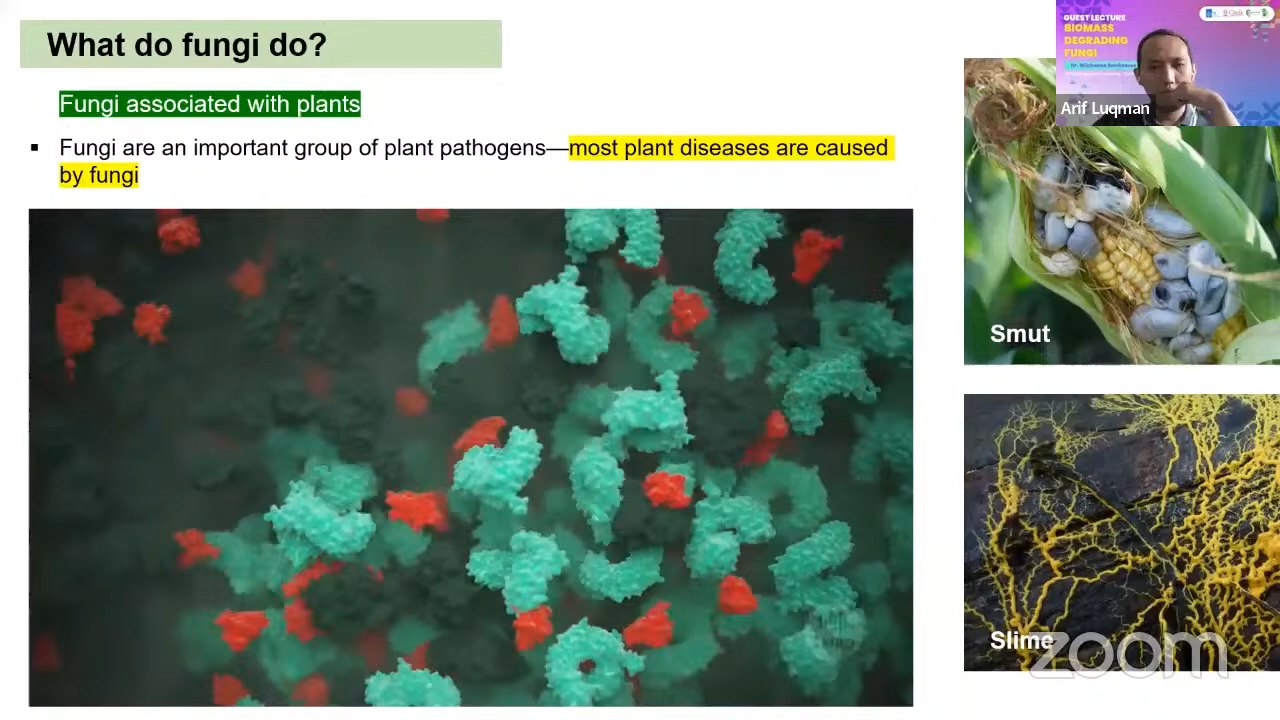 What do fungi do?
Fungi associated with plants
▪ Fungi are an important group of plant pathogens—most plant diseases are caused
by fungi
GUEST LECTURE
BIOMASS
DEGRADING
FUNGI
Arif Luqman
Smut
Slime
zoom